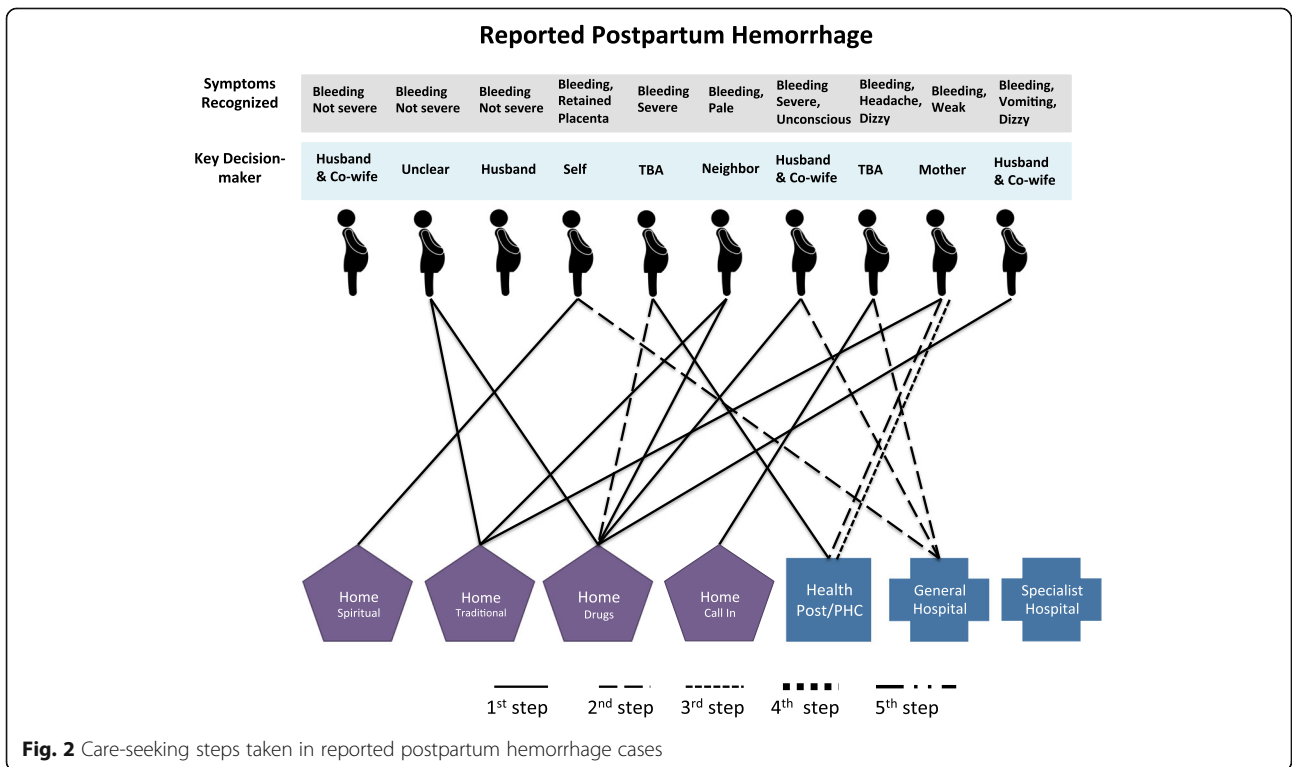 Reported Postpartum Hemorrhage
Symptoms
Recognized
Bleeding
Not severe
Bleeding
Not severe
Bleeding
Not severe
Bleeding,
Retained
Placenta
Bleeding
Severe
Bleeding,
Pale
Bleeding
Severe,
Unconscious
Bleeding,
Headache,
Dizzy
Bleeding,
Weak
Bleeding,
Vomiting,
Dizzy
Key Decision-
maker
Husband
& Co-wife
Unclear
Husband
Self
TBA
Neighbor
Husband
& Co-wife
TBA
Mother
Husband
& Co-wife
Home
Spiritual
Home
Traditional
Home
Drugs
Home
Call In
Health
Post/PHC
General
Hospital
Specialist
Hospital
1st step
2nd step
3rd step
4th step
5th step
Fig. 2 Care-seeking steps taken in reported postpartum hemorrhage cases